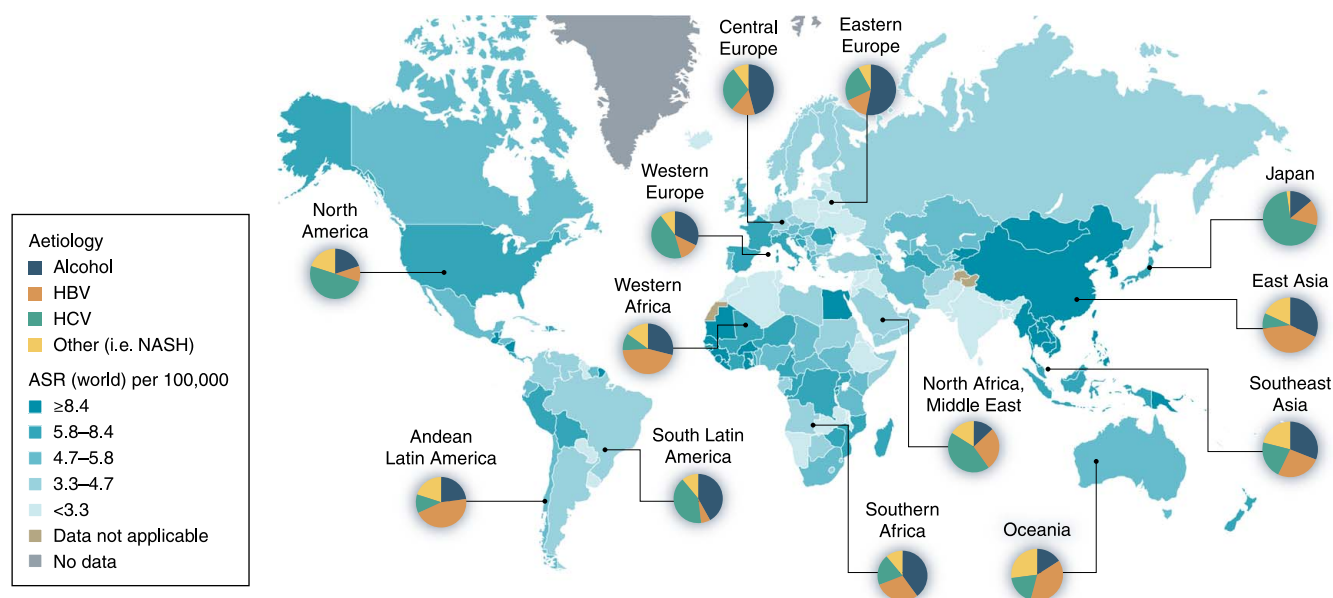 Central
Europe
Eastern
Europe
Western
Europe
Japan
North
America
Western
Africa
East Asia
North Africa,
Middle East
Southeast
Asia
Andean
Latin America
South Latin
America
Southern
Africa
Oceania
Aetiology
Alcohol
HBV
HCV
Other (i.e. NASH)
ASR (world) per 100,000
≥8.4
5.8–8.4
4.7–5.8
3.3–4.7
<3.3
Data not applicable
No data